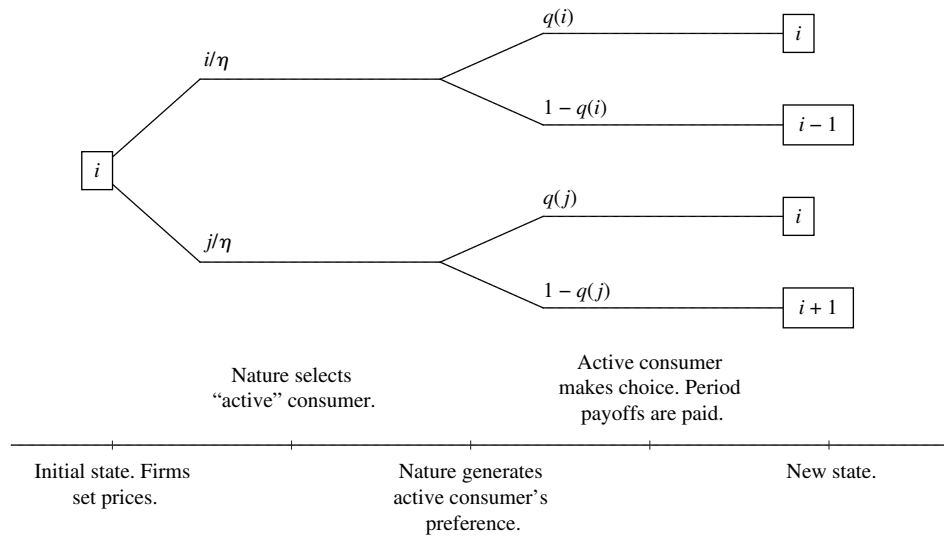 q(i)
i
i/η
1 − q(i)
i − 1
i
q(j)
i
j/η
1 − q(j)
i + 1
Nature selects
“active” consumer.
Active consumer
makes choice. Period
payoffs are paid.
Initial state. Firms
set prices.
Nature generates
active consumer’s
preference.
New state.